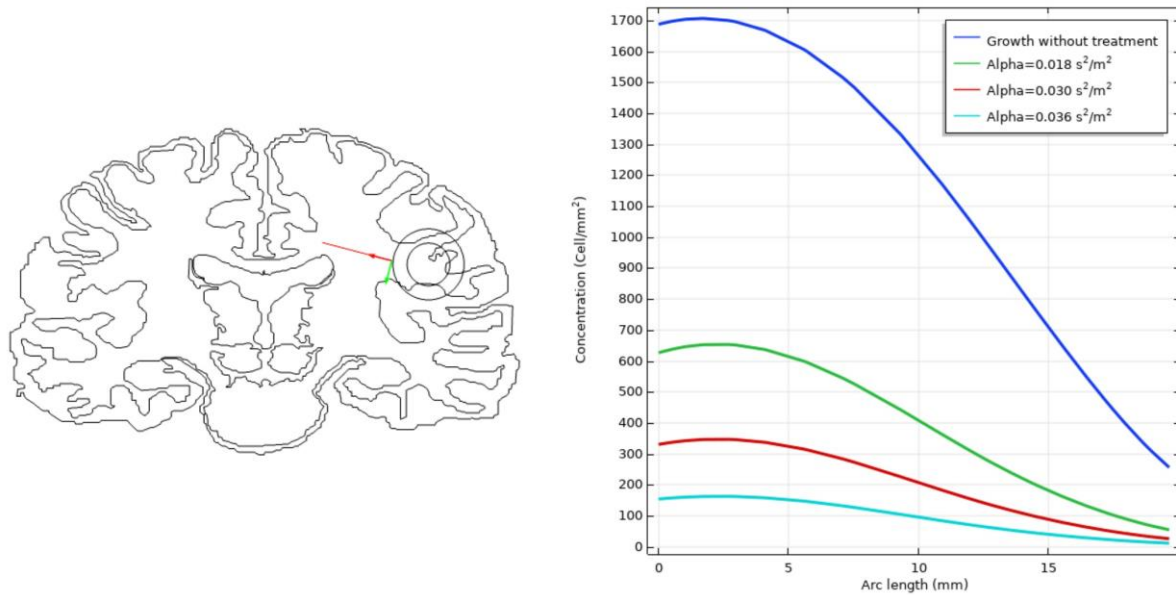 1700
1600
1500
1400
1300
1200
1100
1000
900
800
700
600
500
400
300
200
100
0
Concentration (Cell/mm²)
Growth without treatment
Alpha=0.018 s²/m²
Alpha=0.030 s²/m²
Alpha=0.036 s²/m²
0 5 10 15
Arc length (mm)